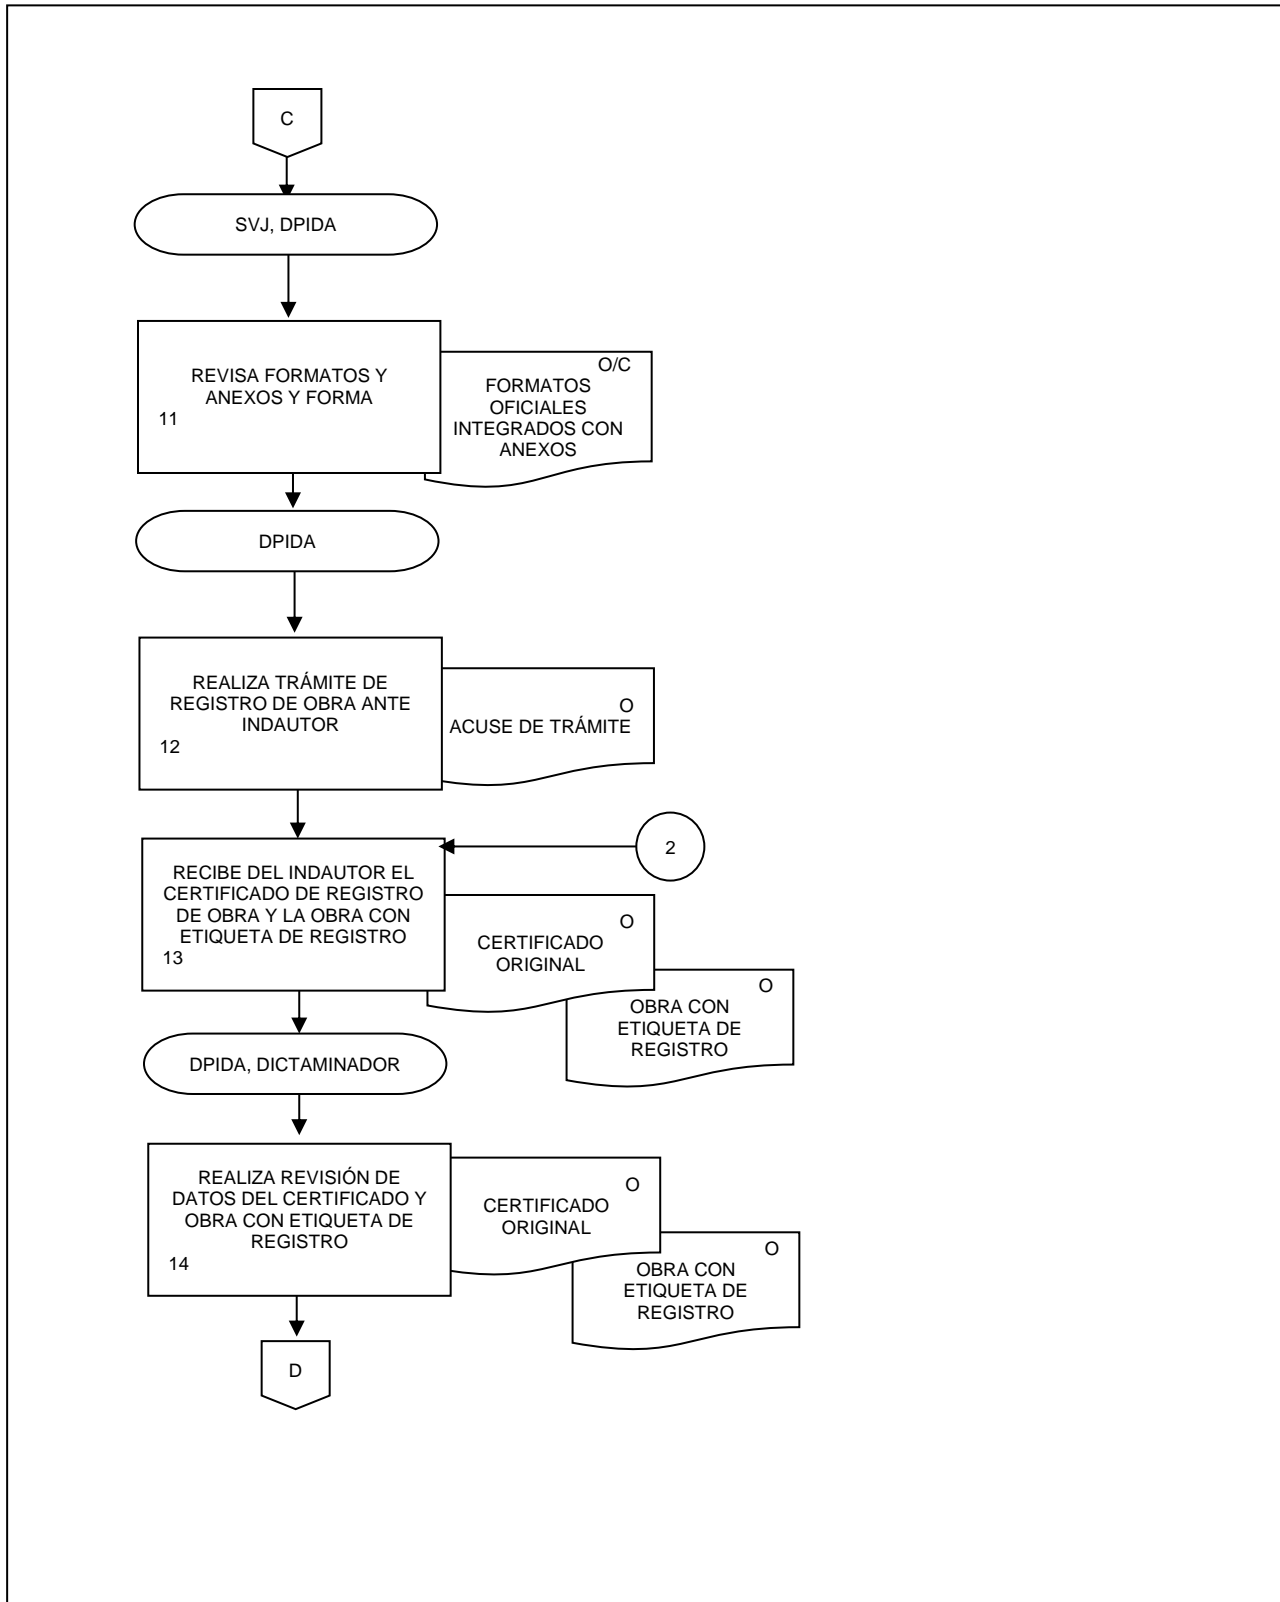 C
SVJ, DPIDA
REVISA FORMATOS Y
ANEXOS Y FORMA
11
O/C
FORMATOS
OFICIALES
INTEGRADOS CON
ANEXOS
DPIDA
REALIZA TRÁMITE DE
REGISTRO DE OBRA ANTE
INDAUTOR
12
O
ACUSE DE TRÁMITE
2
RECIBE DEL INDAUTOR EL
CERTIFICADO DE REGISTRO
DE OBRA Y LA OBRA CON
ETIQUETA DE REGISTRO
13
O
CERTIFICADO
ORIGINAL
O
OBRA CON
ETIQUETA DE
REGISTRO
DPIDA, DICTAMINADOR
REALIZA REVISIÓN DE
DATOS DEL CERTIFICADO Y
OBRA CON ETIQUETA DE
REGISTRO
14
O
CERTIFICADO
ORIGINAL
O
OBRA CON
ETIQUETA DE
REGISTRO
D